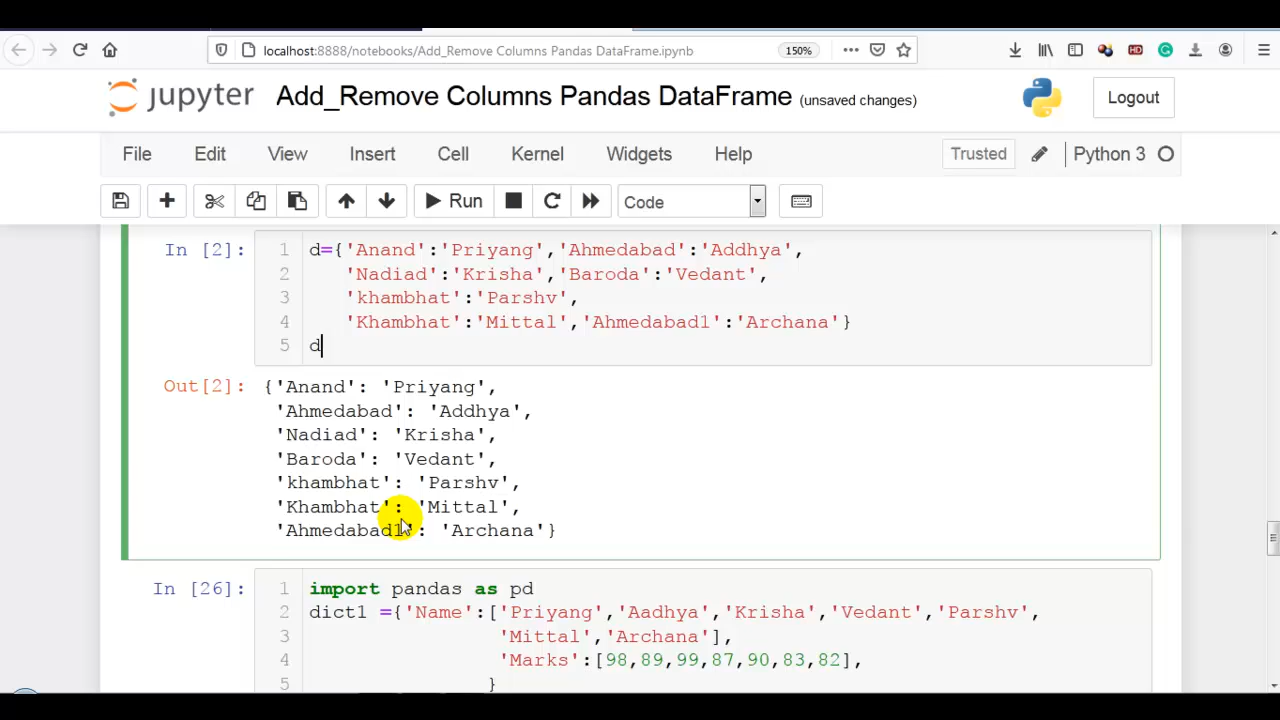 localhost:8888/notebooks/Add_Remove Columns Pandas DataFrame.ipynb 150% HD
jupyter Add_Remove Columns Pandas DataFrame (unsaved changes) Logout
File Edit View Insert Cell Kernel Widgets Help Trusted Python 3
Run Code
In [2]: 1 d={'Anand':'Priyang','Ahmedabad':'Addhya',
2 'Nadiad':'Krisha','Baroda':'Vedant',
3 'khambhat':'Parshv',
4 'Khambhat':'Mittal','Ahmedabad1':'Archana'}
5 d
Out[2]: {'Anand': 'Priyang',
'Ahmedabad': 'Addhya',
'Nadiad': 'Krisha',
'Baroda': 'Vedant',
'khambhat': 'Parshv',
'Khambhat': 'Mittal',
'Ahmedabad1': 'Archana'}
In [26]: 1 import pandas as pd
2 dict1 ={'Name':['Priyang','Aadhya','Krisha','Vedant','Parshv',
3 'Mittal','Archana'],
4 'Marks':[98,89,99,87,90,83,82],
5 }